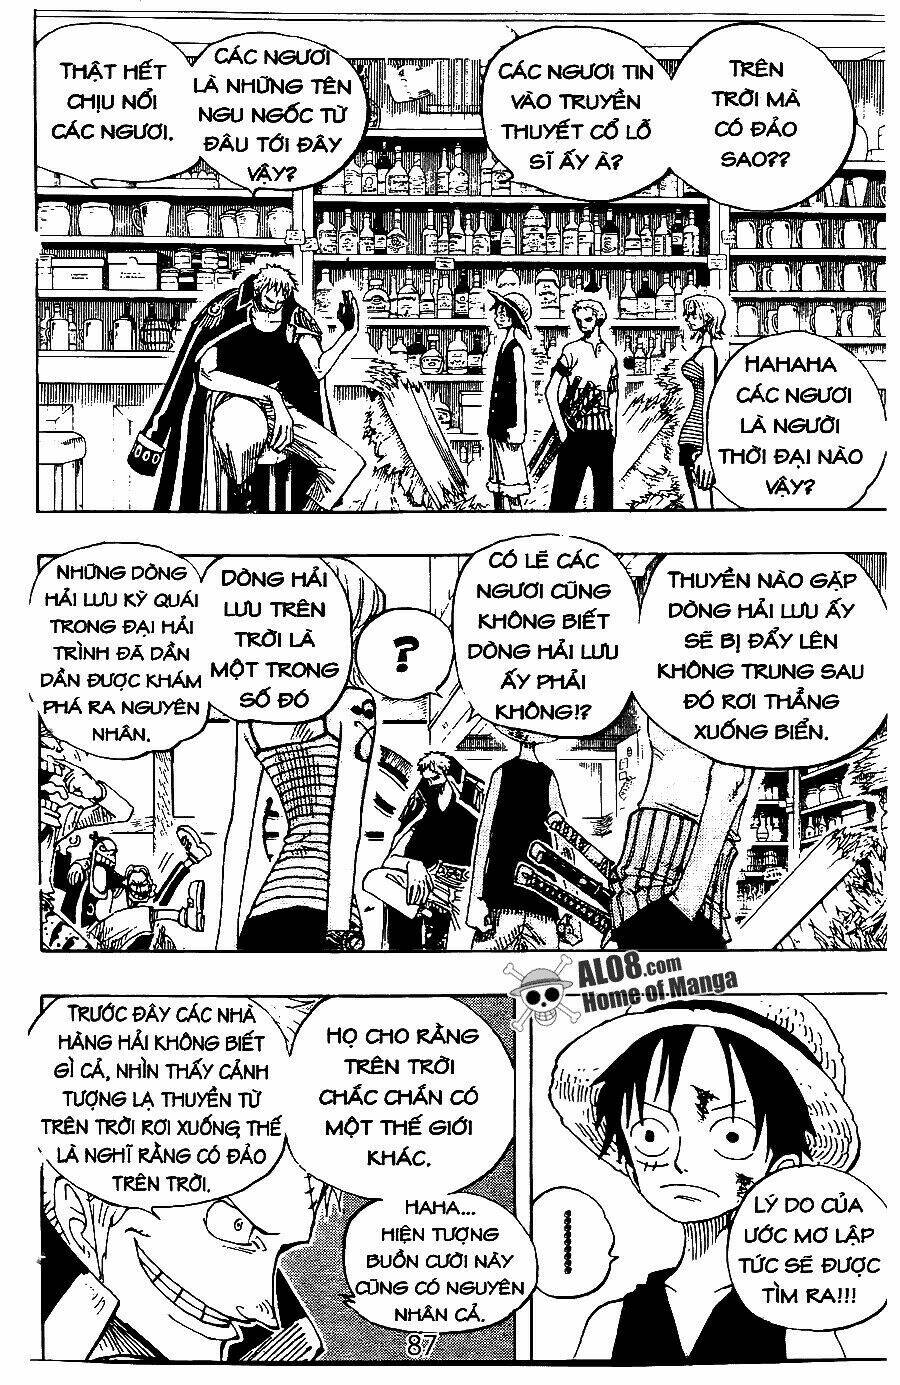 TRÊN
TRỜI MÀ
CÓ ĐẢO
SAO??
CÁC NGƯƠI TIN
VÀO TRUYỀN
THUYẾT CỔ LỖ
SĨ ẤY À?
CÁC NGƯƠI
LÀ NHỮNG TÊN
NGU NGỐC TỪ
ĐÂU TỚI ĐÂY
VẬY?
THẬT HẾT
CHỊU NỔI
CÁC NGƯƠI.
HAHAHA
CÁC NGƯƠI
LÀ NGƯỜI
THỜI ĐẠI NÀO
VẬY?
THUYỀN NÀO GẶP
DÒNG HẢI LƯU ẤY
SẼ BỊ ĐẨY LÊN
KHÔNG TRUNG SAU
ĐÓ RƠI THẲNG
XUỐNG BIỂN.
CÓ LẼ CÁC
NGƯƠI CŨNG
KHÔNG BIẾT
DÒNG HẢI LƯU
ẤY PHẢI
KHÔNG!?
?
DÒNG HẢI
LƯU TRÊN
TRỜI LÀ
MỘT TRONG
SỐ ĐÓ
NHỮNG DÒNG
HẢI LƯU KỲ QUÁI
TRONG ĐẠI HẢI
TRÌNH ĐÃ DẦN
DẦN ĐƯỢC KHÁM
PHÁ RA NGUYÊN
NHÂN.
AL08.com
Home of Manga
LÝ DO CỦA
ƯỚC MƠ LẬP
TỨC SẼ ĐƯỢC
TÌM RA!!!
..........
HỌ CHO RẰNG
TRÊN TRỜI
CHẮC CHẮN CÓ
MỘT THẾ GIỚI
KHÁC.
TRƯỚC ĐÂY CÁC NHÀ
HÀNG HẢI KHÔNG BIẾT
GÌ CẢ, NHÌN THẤY CẢNH
TƯỢNG LẠ THUYỀN TỪ
TRÊN TRỜI RƠI XUỐNG, THẾ
LÀ NGHĨ RẰNG CÓ ĐẢO
TRÊN TRỜI.
HAHA...
HIỆN TƯỢNG
BUỒN CƯỜI NÀY
CŨNG CÓ NGUYÊN
NHÂN CẢ.
87